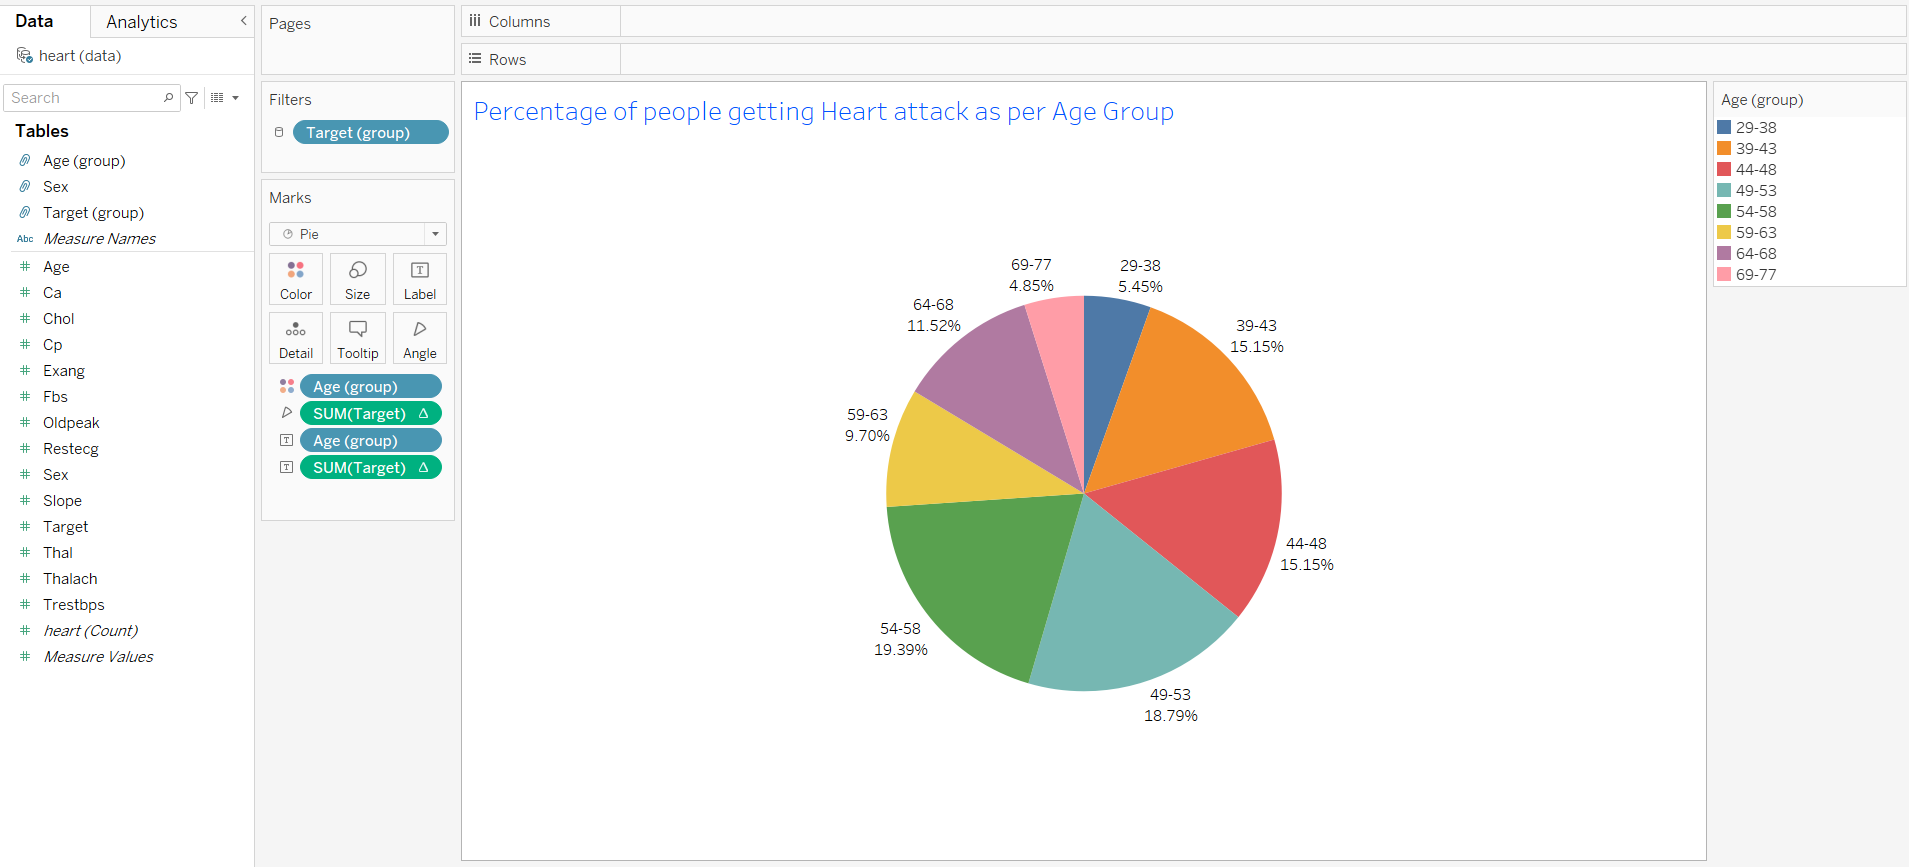 Data
Analytics
heart (data)
Search
Tables
Age (group)
Sex
Target (group)
Abc Measure Names
Age
Ca
Chol
Cp
Exang
Fbs
Oldpeak
Restecg
Sex
Slope
Target
Thal
Thalach
Trestbps
heart (Count)
Measure Values
Pages
Filters
Target (group)
Marks
Pie
Color
Size
T
Label
Detail
Tooltip
Angle
Age (group)
SUM(Target) Δ
T Age (group)
T SUM(Target) Δ
Columns
Rows
Percentage of people getting Heart attack as per Age Group
69-77
4.85%
29-38
5.45%
64-68
11.52%
39-43
15.15%
59-63
9.70%
44-48
15.15%
54-58
19.39%
49-53
18.79%
Age (group)
29-38
39-43
44-48
49-53
54-58
59-63
64-68
69-77